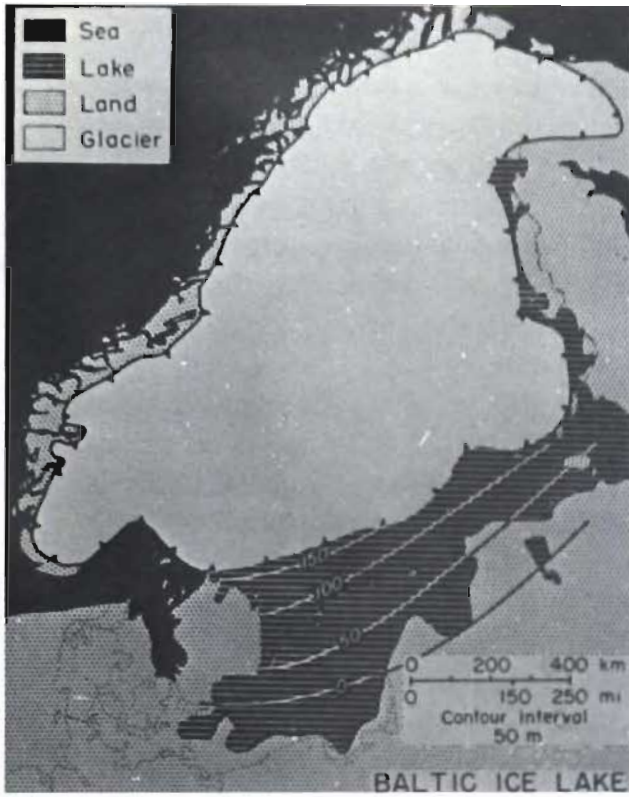 Sea
Lake
Land
Glacier
150
100
50
0
0 200 400 km
0 150 250 mi
Contour Interval
50 m
BALTIC ICE LAKE